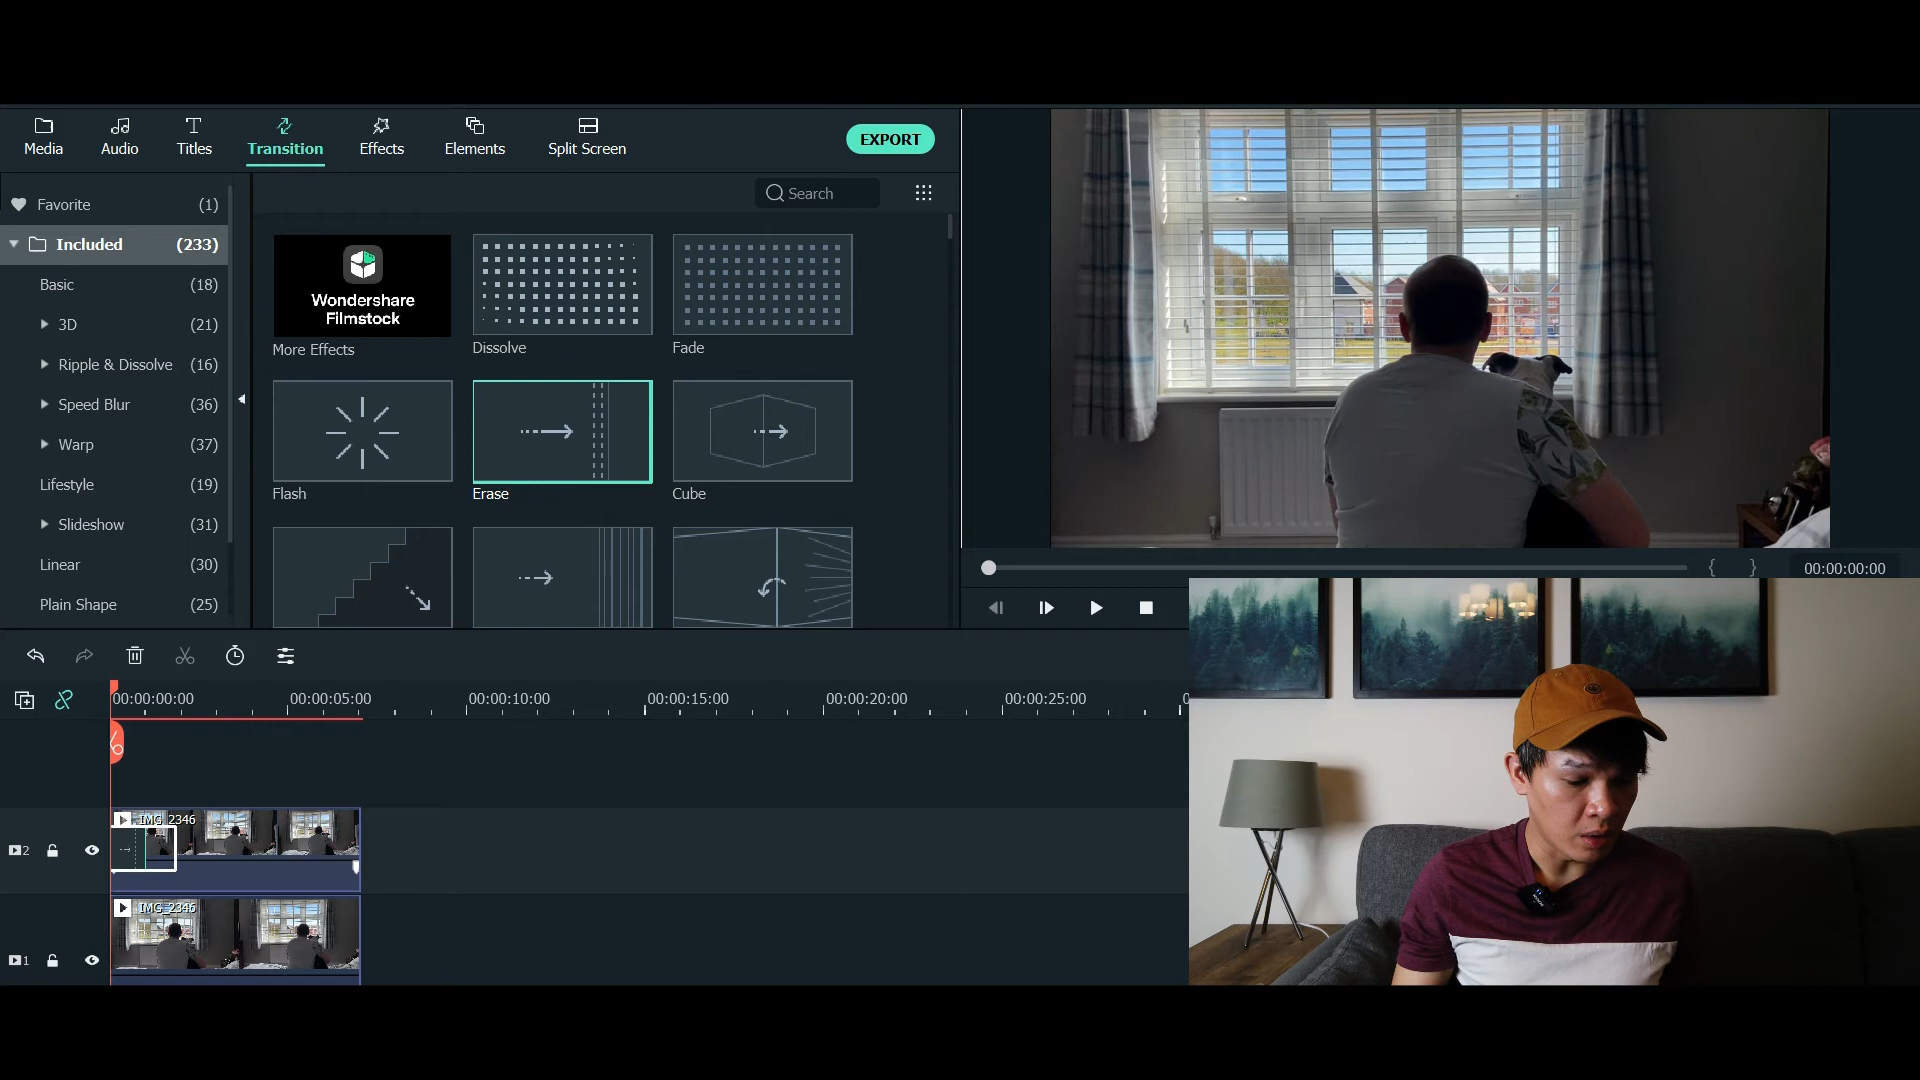 Media
Audio
Titles
Transition
Effects
Elements
Split Screen
EXPORT
Favorite (1)
Included (233)
Basic (18)
3D (21)
Ripple & Dissolve (16)
Speed Blur (36)
Warp (37)
Lifestyle (19)
Slideshow (31)
Linear (30)
Plain Shape (25)
Search
Wondershare
Filmstock
More Effects
Dissolve
Fade
Flash
Erase
Cube
{ }
00:00:00:00
00:00:00:00 00:00:05:00 00:00:10:00 00:00:15:00 00:00:20:00 00:00:25:00 0
IMG_2346
2
IMG_2346
1